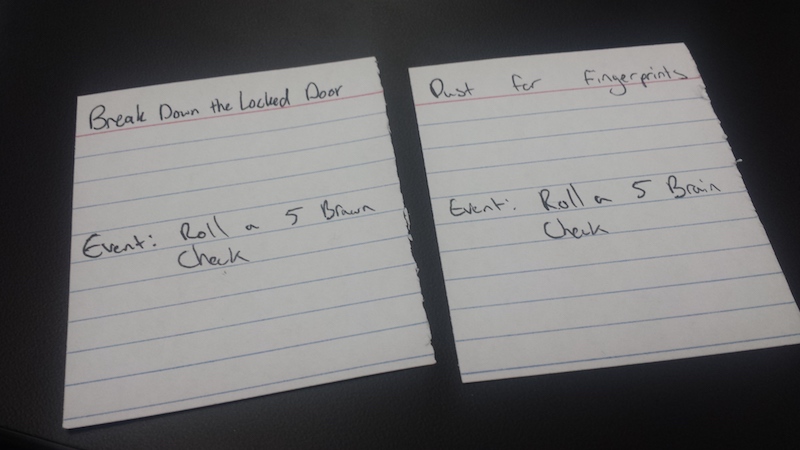 Break Down the Locked Door
Event: Roll a 5 Brawn
Check
Dust for Fingerprints
Event: Roll a 5 Brain
Check